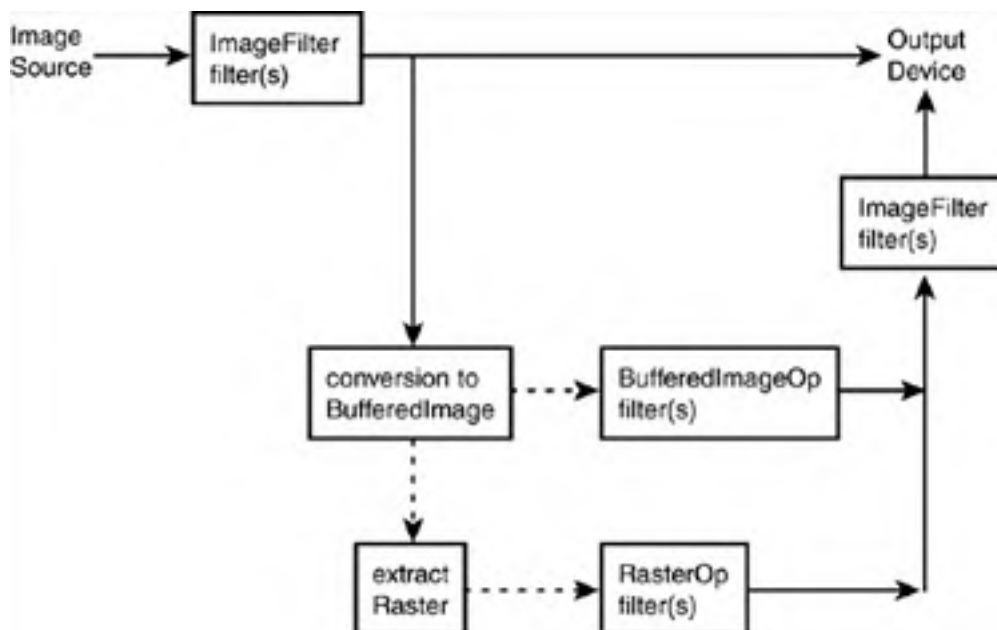 Image
Source
ImageFilter
filter(s)
Output
Device
ImageFilter
filter(s)
conversion to
BufferedImage
BufferedImageOp
filter(s)
extract
Raster
RasterOp
filter(s)